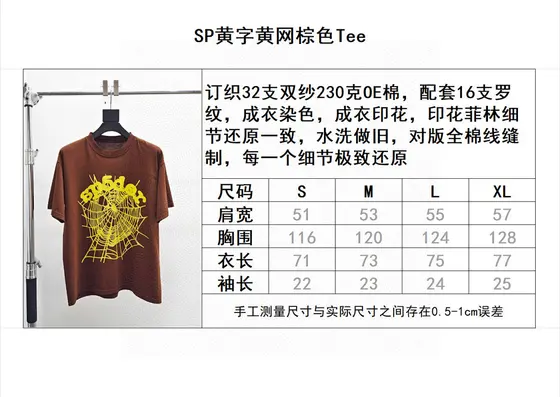 SP黄字黄网棕色Tee
订织32支双纱230克OE棉，配套16支罗
纹，成衣染色，成衣印花，印花菲林细
节还原一致，水洗做旧，对版全棉线缝
制，每一个细节极致还原
尺码 S M L XL
肩宽 51 53 55 57
胸围 116 120 124 128
衣长 71 73 75 77
袖长 22 23 24 25
手工测量尺寸与实际尺寸之间存在0.5-1cm误差
sp5der